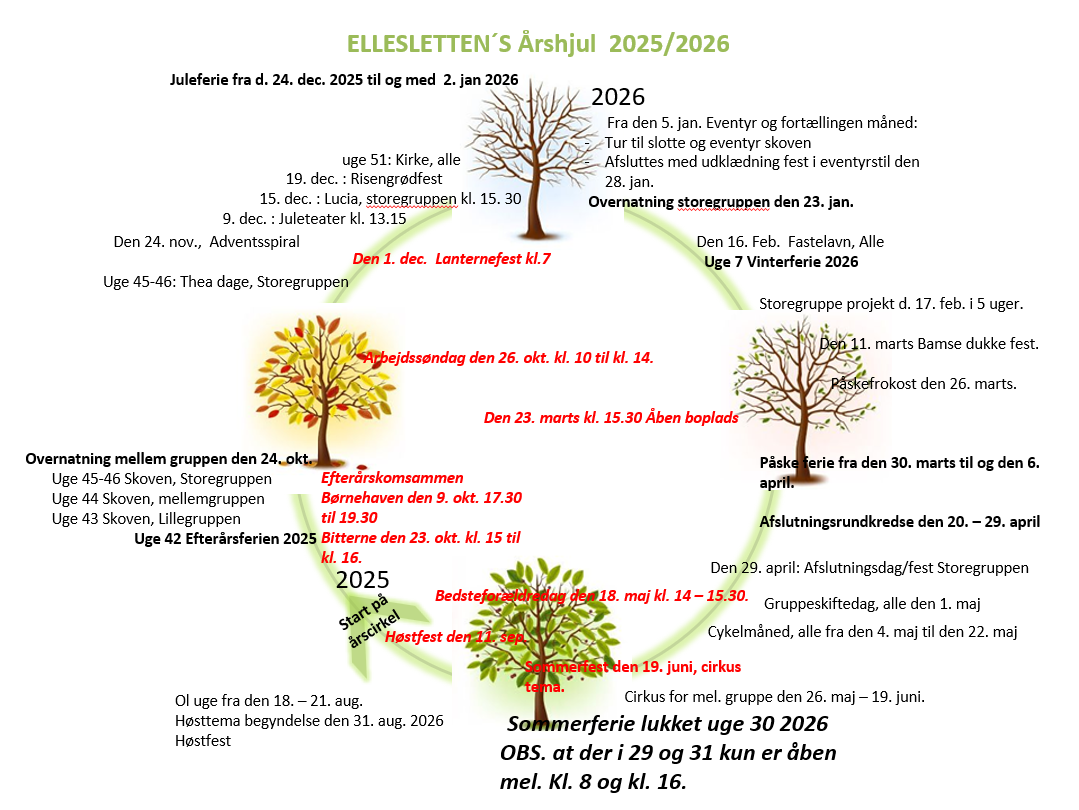 ELLESLETTEN´S Årshjul 2025/2026
Juleferie fra d. 24. dec. 2025 til og med 2. jan 2026
2026
Fra den 5. jan. Eventyr og fortællingen måned:
- Tur til slotte og eventyr skoven
- Afsluttes med udklædning fest i eventyrstil den
28. jan.
Overnatning storegruppen den 23. jan.
uge 51: Kirke, alle
19. dec. : Risengrødfest
15. dec. : Lucia, storegruppen kl. 15. 30
9. dec. : Juleteater kl. 13.15
Den 24. nov., Adventsspiral
Den 1. dec. Lanternefest kl.7
Uge 45-46: Thea dage, Storegruppen
Den 16. Feb. Fastelavn, Alle
Uge 7 Vinterferie 2026
Storegruppe projekt d. 17. feb. i 5 uger.
Den 11. marts Bamse dukke fest.
Påskefrokost den 26. marts.
Arbejdssøndag den 26. okt. kl. 10 til kl. 14.
Den 23. marts kl. 15.30 Åben boplads
Påske ferie fra den 30. marts til og den 6.
april.
Afslutningsrundkredse den 20. – 29. april
Overnatning mellem gruppen den 24. okt.
Uge 45-46 Skoven, Storegruppen
Uge 44 Skoven, mellemgruppen
Uge 43 Skoven, Lillegruppen
Uge 42 Efterårsferien 2025
Efterårskomsammen
Børnehaven den 9. okt. 17.30
til 19.30
Bitterne den 23. okt. kl. 15 til
kl. 16.
2025
Start på
årscirkel
Den 29. april: Afslutningsdag/fest Storegruppen
Bedsteforældredag den 18. maj kl. 14 – 15.30.
Gruppeskiftedag, alle den 1. maj
Cykelmåned, alle fra den 4. maj til den 22. maj
Høstfest den 11. sep.
Sommerfest den 19. juni, cirkus
tema.
Cirkus for mel. gruppe den 26. maj – 19. juni.
Ol uge fra den 18. – 21. aug.
Høsttema begyndelse den 31. aug. 2026
Høstfest
Sommerferie lukket uge 30 2026
OBS. at der i 29 og 31 kun er åben
mel. Kl. 8 og kl. 16.